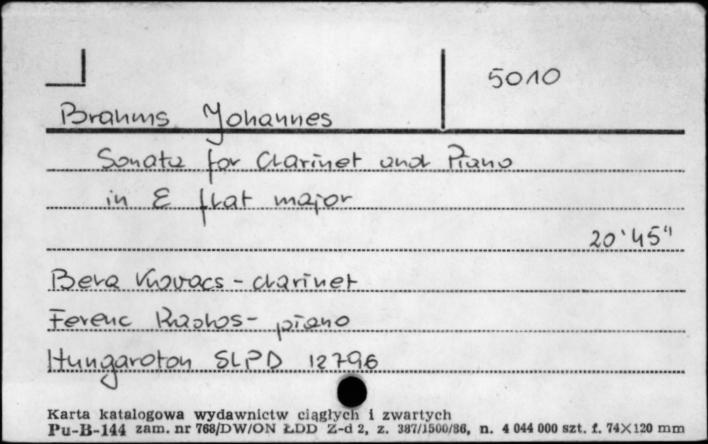 5010
Brahms Johannes
Sonata for Clarinet and Piano
in E flat major
20'45"
Bela Kovacs - clarinet
Ferenc Rados - piano
Hungaroton SLPD 12796
Karta katalogowa wydawnictw ciągłych i zwartych
Pu-B-144 zam. nr 768/DW/ON ŁDD Z-d 2, z. 387/1500/86, n. 4 044 000 szt. f. 74×120 mm